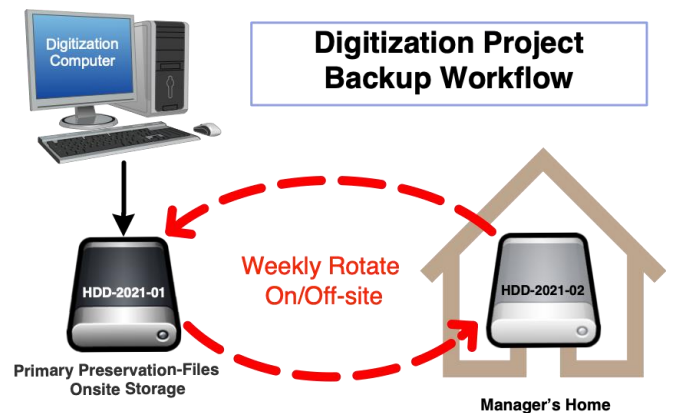 Digitization
Computer
Digitization Project
Backup Workflow
Weekly Rotate
On/Off-site
HDD-2021-01
HDD-2021-02
Primary Preservation-Files
Onsite Storage
Manager's Home